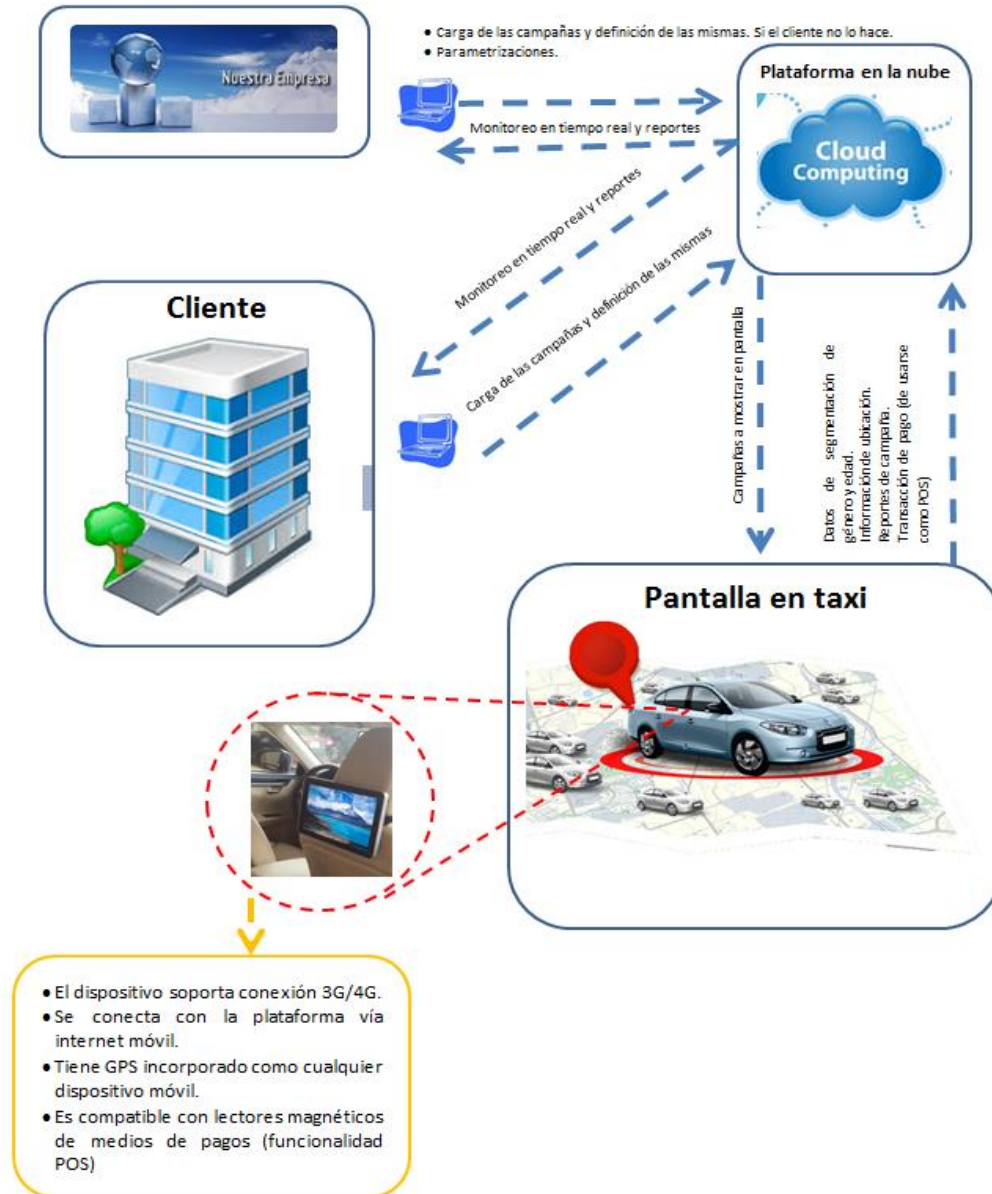 • Carga de las campañas y definición de las mismas. Si el cliente no lo hace.
• Parametrizaciones.
Nuestra Empresa
Plataforma en la nube
Monitoreo en tiempo real y reportes
Cloud
Computing
Monitoreo en tiempo real y reportes
Carga de las campañas y definición de las mismas
Cliente
Campañas a mostrar en pantalla
Datos de segmentación de
género y edad.
Información de ubicación.
Reportes de campaña.
Transacción de pago (de usarse
como POS)
Pantalla en taxi
• El dispositivo soporta conexión 3G/4G.
• Se conecta con la plataforma vía
internet móvil.
• Tiene GPS incorporado como cualquier
dispositivo móvil.
• Es compatible con lectores magnéticos
de medios de pagos (funcionalidad
POS)